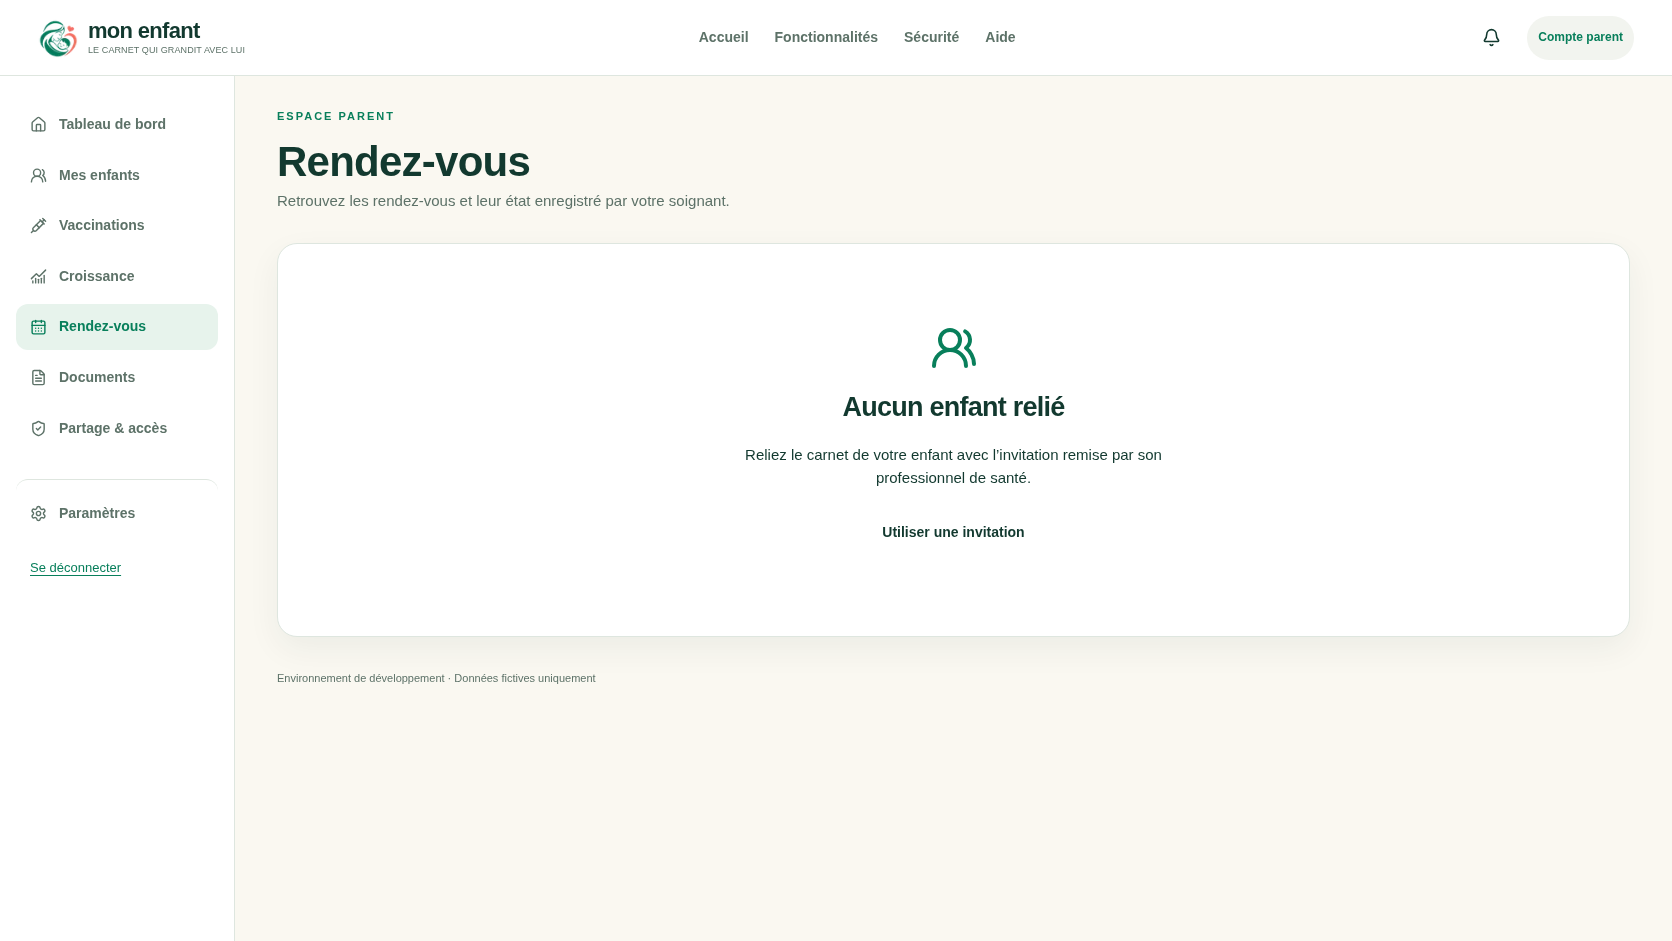 mon enfant
LE CARNET QUI GRANDIT AVEC LUI
Accueil
Fonctionnalités
Sécurité
Aide
Compte parent
Tableau de bord
Mes enfants
Vaccinations
Croissance
Rendez-vous
Documents
Partage & accès
Paramètres
Se déconnecter
ESPACE PARENT
Rendez-vous
Retrouvez les rendez-vous et leur état enregistré par votre soignant.
Aucun enfant relié
Reliez le carnet de votre enfant avec l’invitation remise par son
professionnel de santé.
Utiliser une invitation
Environnement de développement · Données fictives uniquement